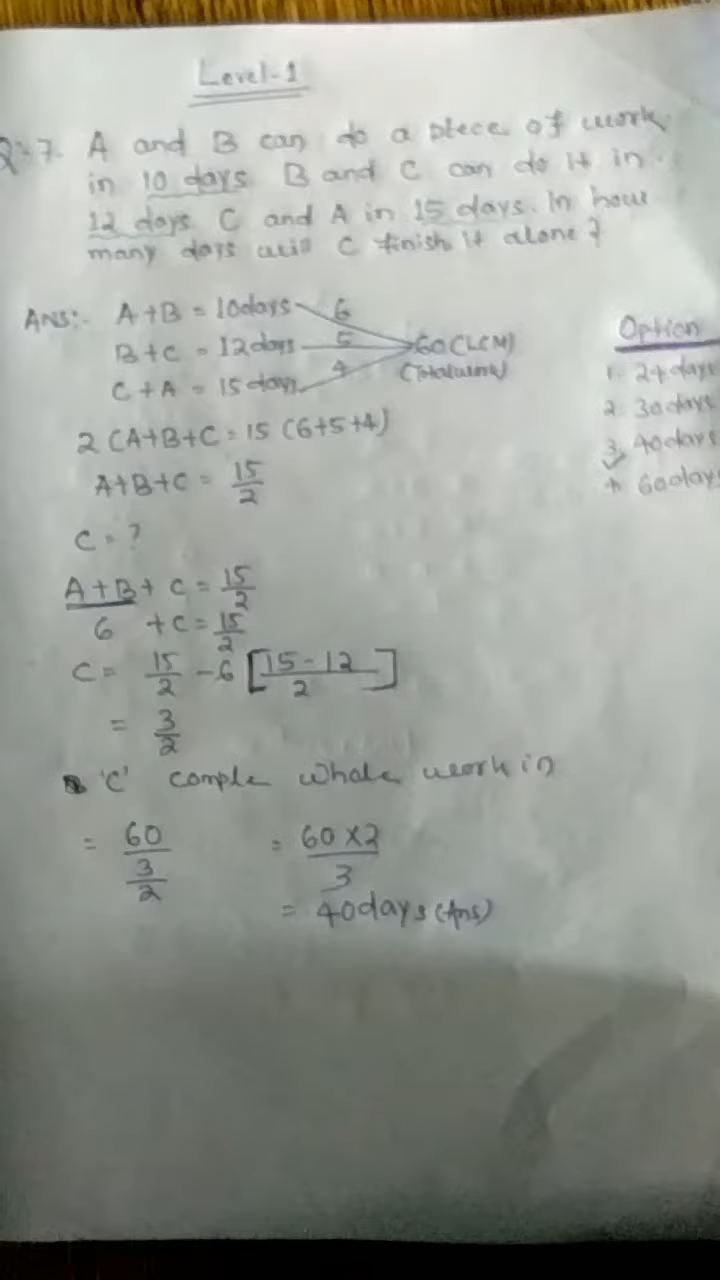 Level-1
Q:-7. A and B can do a piece of work
in 10 days B and C can do it in
12 days C and A in 15 days. In how
many days will C finish it alone?
ANS:- A+B = 10days 6
B+C = 12days 5 60(LCM)
C+A = 15days 4 (Totalwork)
Option
1. 24days
2. 30days
3. 40days
4. 60days
2 (A+B+C = 15 (6+5+4)
A+B+C = 15/2
C = ?
A+B+ C = 15/2
6 +C = 15/2
C = 15/2 -6 [15-12/2]
= 3/2
'C' comple whole work in
= 60/3/2 = 60×2/3
= 40days (Ans)